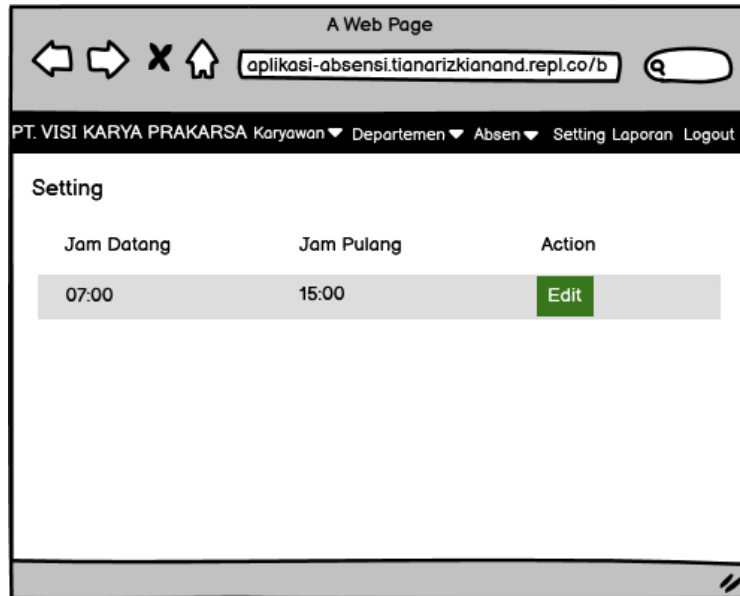 A Web Page
aplikasi-absensi.tianarizkianand.repl.co/b
PT. VISI KARYA PRAKARSA Karyawan Departemen Absen Setting Laporan Logout
Setting
Jam Datang Jam Pulang Action
07:00 15:00 Edit